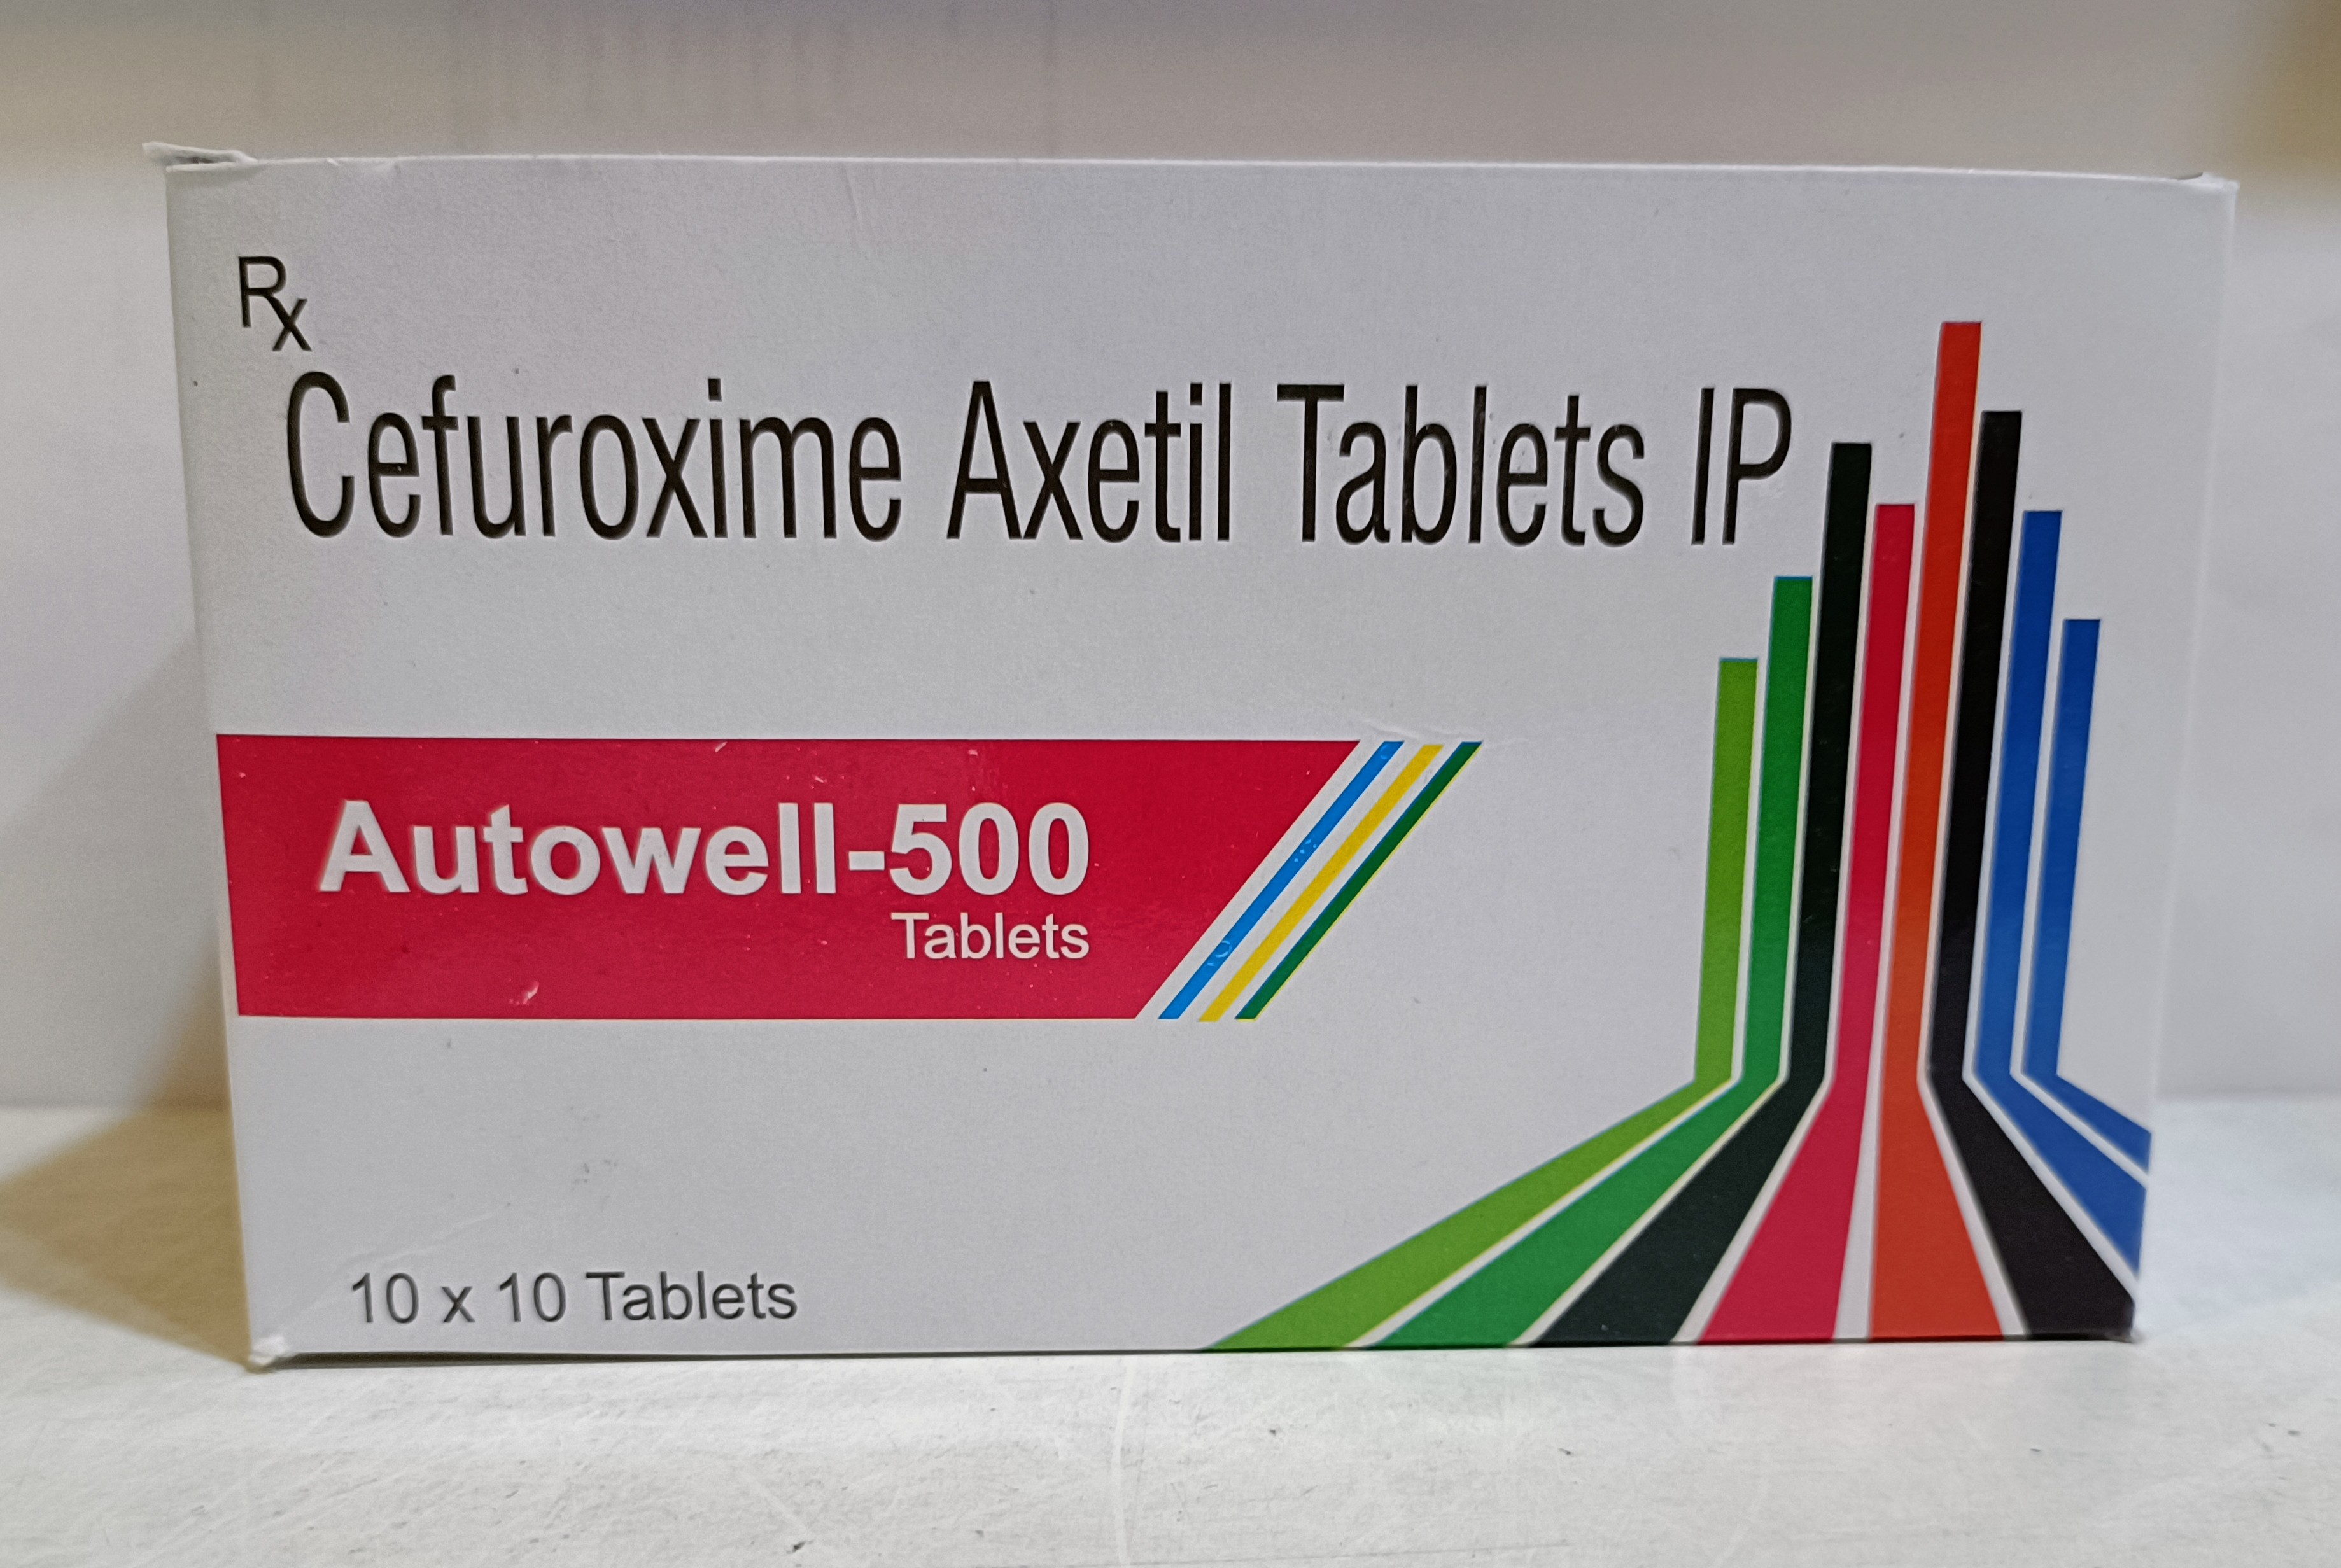 Rx
Cefuroxime Axetil Tablets IP
Autowell-500
Tablets
10 x 10 Tablets